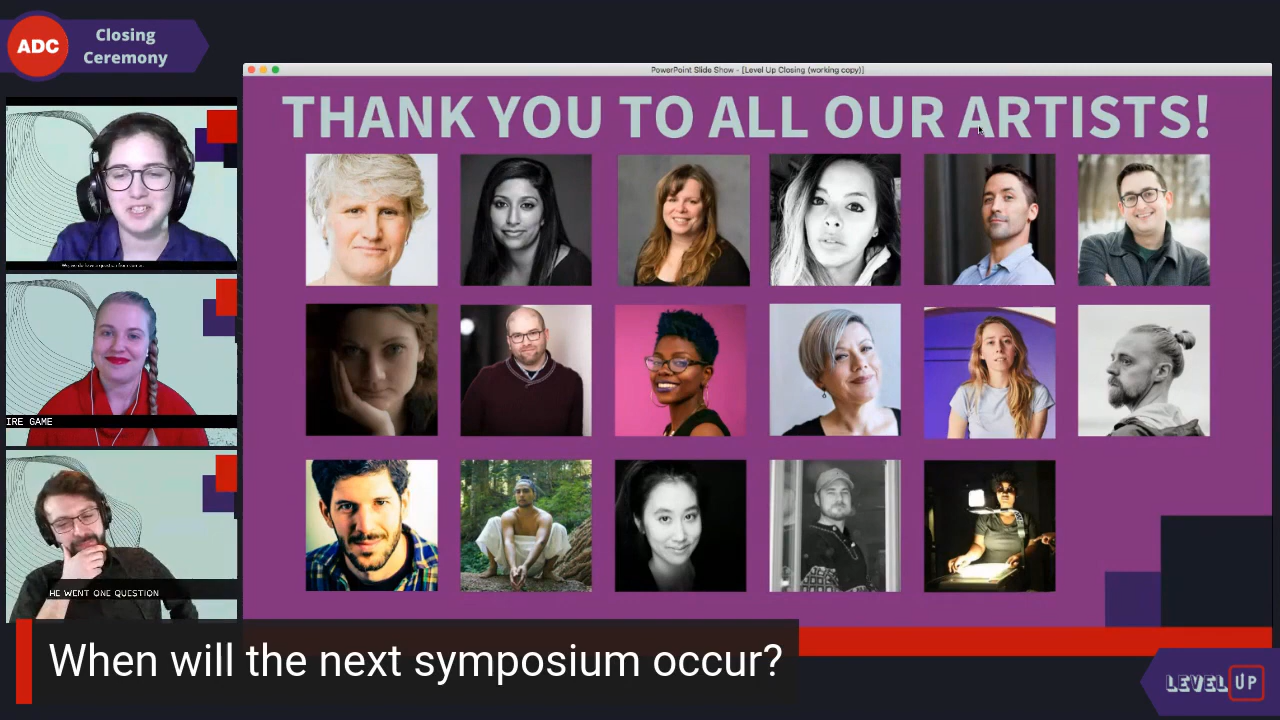 ADC
Closing
Ceremony
PowerPoint Slide Show - [Level Up Closing (working copy)]
THANK YOU TO ALL OUR ARTISTS!
IRE GAME
HE WENT ONE QUESTION
When will the next symposium occur?
LEVEL UP